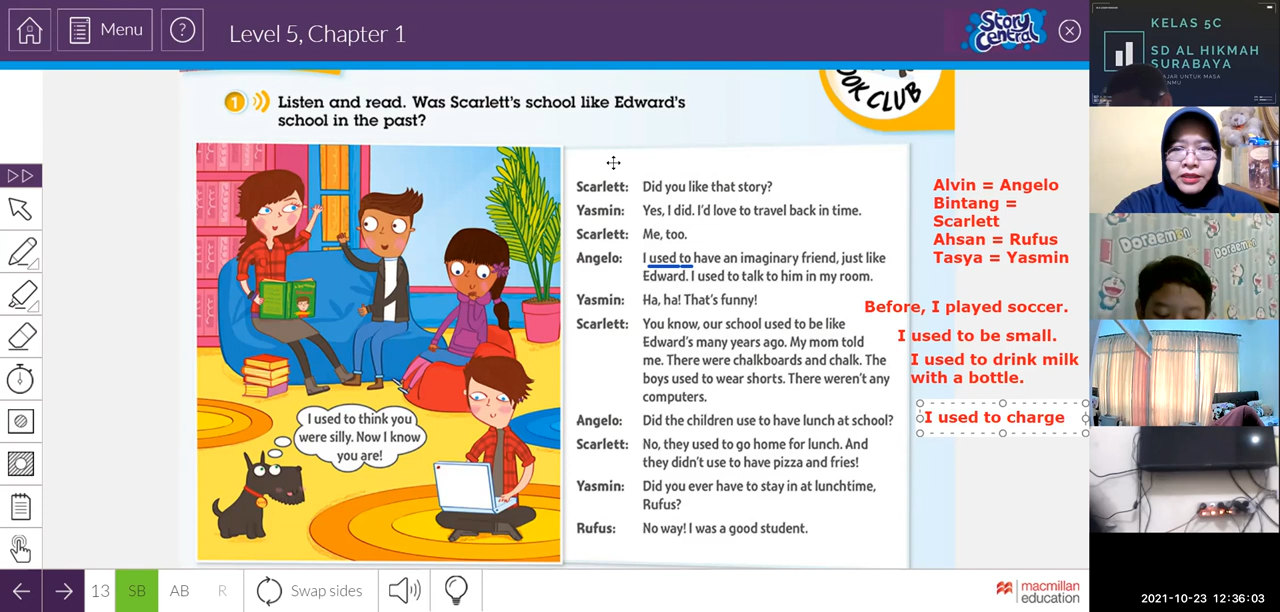 Menu
?
Level 5, Chapter 1
Story
Central
KELAS 5C
SD AL HIKMAH
SURABAYA
OOK CLUB
1
Listen and read. Was Scarlett's school like Edward's
school in the past?
Scarlett: Did you like that story?
Yasmin: Yes, I did. I'd love to travel back in time.
Scarlett: Me, too.
Angelo: I used to have an imaginary friend, just like
Edward. I used to talk to him in my room.
Yasmin: Ha, ha! That's funny!
Scarlett: You know, our school used to be like
Edward's many years ago. My mom told
me. There were chalkboards and chalk. The
boys used to wear shorts. There weren't any
computers.
Angelo: Did the children use to have lunch at school?
Scarlett: No, they used to go home for lunch. And
they didn't use to have pizza and fries!
Yasmin: Did you ever have to stay in at lunchtime,
Rufus?
Rufus: No way! I was a good student.
I used to think you
were silly. Now I know
you are!
Alvin = Angelo
Bintang =
Scarlett
Ahsan = Rufus
Tasya = Yasmin
Before, I played soccer.
I used to be small.
I used to drink milk
with a bottle.
I used to charge
Doraemon
Doraemon
13
SB
AB
R
Swap sides
macmillan
education
2021-10-23 12:36:03